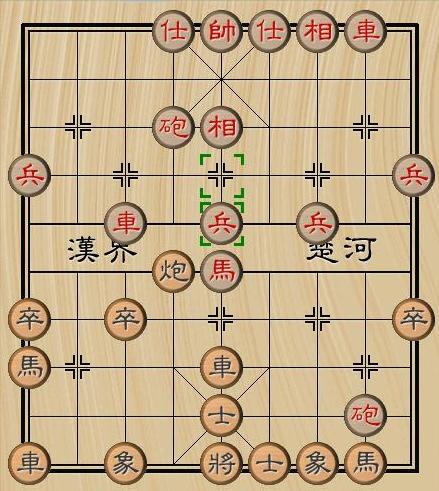 仕帥仕相車
砲相
兵兵
車兵兵
漢界楚河
炮馬
卒卒卒
馬車
士砲
車象將士象馬